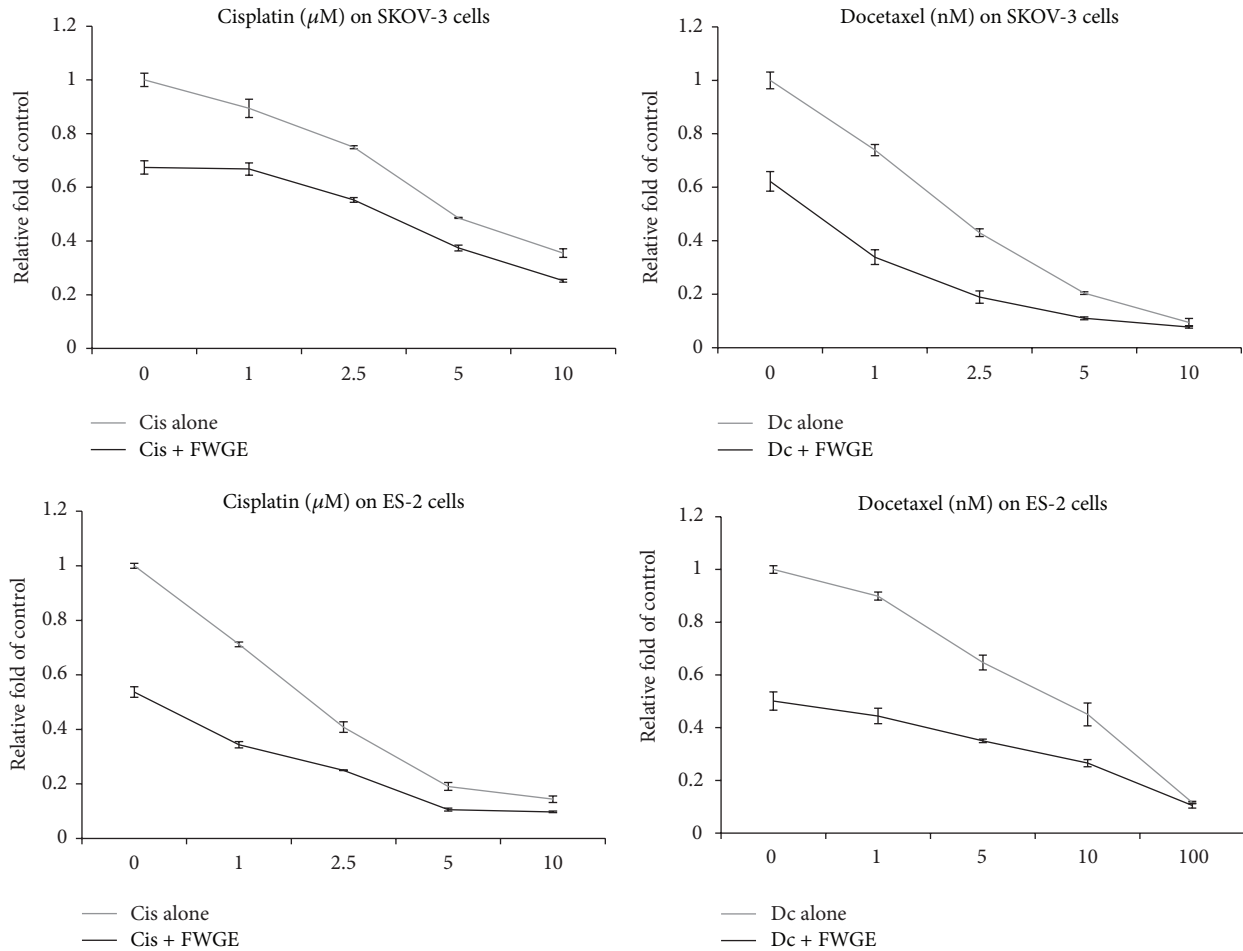 Cisplatin (μM) on SKOV-3 cells
Relative fold of control
1.2
1
0.8
0.6
0.4
0.2
0
0 1 2.5 5 10
Cis alone
Cis + FWGE
Docetaxel (nM) on SKOV-3 cells
Relative fold of control
1.2
1
0.8
0.6
0.4
0.2
0
0 1 2.5 5 10
Dc alone
Dc + FWGE
Cisplatin (μM) on ES-2 cells
Relative fold of control
1.2
1
0.8
0.6
0.4
0.2
0
0 1 2.5 5 10
Cis alone
Cis + FWGE
Docetaxel (nM) on ES-2 cells
Relative fold of control
1.2
1
0.8
0.6
0.4
0.2
0
0 1 5 10 100
Dc alone
Dc + FWGE